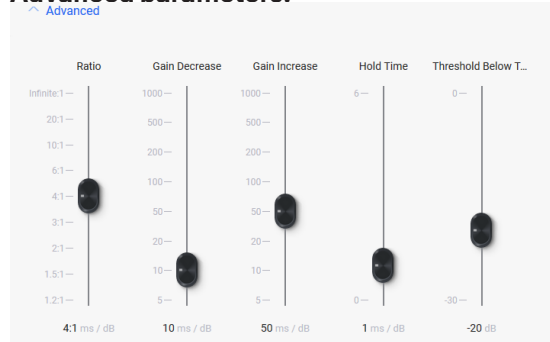 Advanced parameters:
Advanced
Ratio Gain Decrease Gain Increase Hold Time Threshold Below T...
Infinite:1 1000 1000 6 0
20:1 500 500
10:1 200 200
6:1 100 100
4:1 50 50
3:1
2:1 20 20
1.5:1 10 10
1.2:1 5 5 0 -30
4:1 ms / dB 10 ms / dB 50 ms / dB 1 ms / dB -20 dB